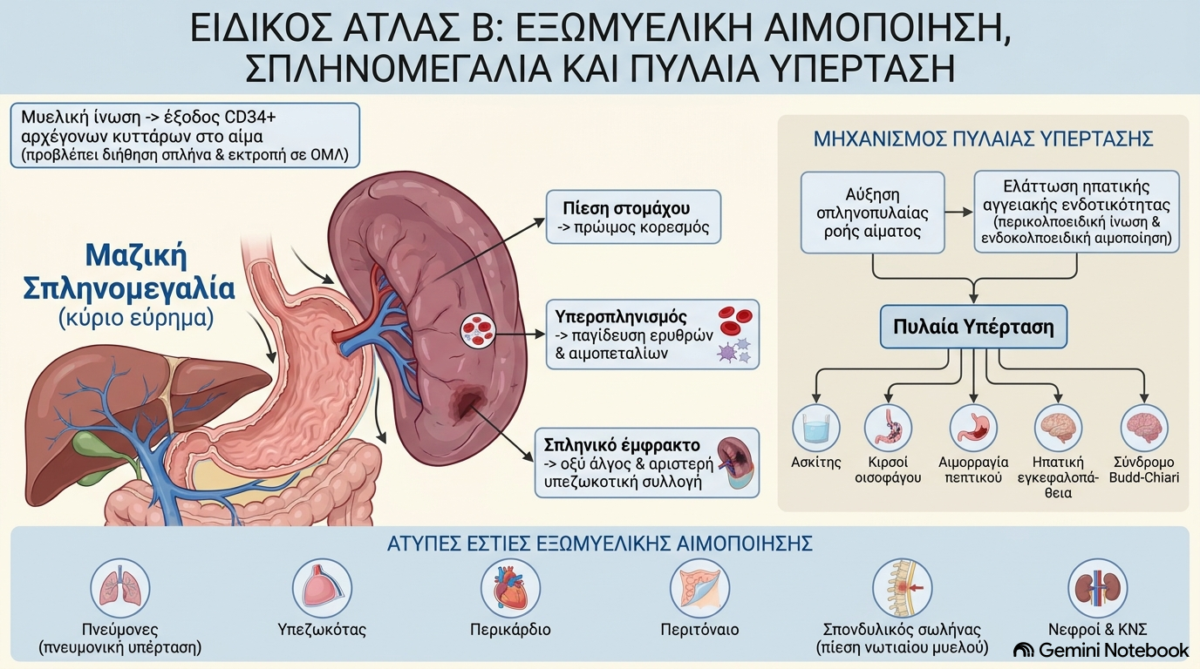 ΕΙΔΙΚΟΣ ΑΤΛΑΣ Β: ΕΞΩΜΥΕΛΙΚΗ ΑΙΜΟΠΟΙΗΣΗ,
ΣΠΛΗΝΟΜΕΓΑΛΙΑ ΚΑΙ ΠΥΛΑΙΑ ΥΠΕΡΤΑΣΗ
Μυελική ίνωση -> έξοδος CD34+
αρχέγονων κυττάρων στο αίμα
(προβλέπει διήθηση σπλήνα & εκτροπή σε ΟΜΛ)
Μαζική
Σπληνομεγαλία
(κύριο εύρημα)
Πίεση στομάχου
-> πρώιμος κορεσμός
Υπερσπληνισμός
-> παγίδευση ερυθρών
& αιμοπεταλίων
Σπληνικό έμφρακτο
-> οξύ άλγος & αριστερή
υπεζωκοτική συλλογή
ΜΗΧΑΝΙΣΜΟΣ ΠΥΛΑΙΑΣ ΥΠΕΡΤΑΣΗΣ
Αύξηση
σπληνοπυλαίας
ροής αίματος
Ελάττωση ηπατικής
αγγειακής ενδοτικότητας
(περικολποειδική ίνωση &
ενδοκολποειδική αιμοποίηση)
Πυλαία Υπέρταση
Ασκίτης
Κιρσοί
οισοφάγου
Αιμορραγία
πεπτικού
Ηπατική
εγκεφαλοπά-
θεια
Σύνδρομο
Budd-Chiari
ΑΤΥΠΕΣ ΕΣΤΙΕΣ ΕΞΩΜΥΕΛΙΚΗΣ ΑΙΜΟΠΟΙΗΣΗΣ
Πνεύμονες
(πνευμονική υπέρταση)
Υπεζωκότας
Περικάρδιο
Περιτόναιο
Σπονδυλικός σωλήνας
(πίεση νωτιαίου μυελού)
Νεφροί & ΚΝΣ
Gemini Notebook